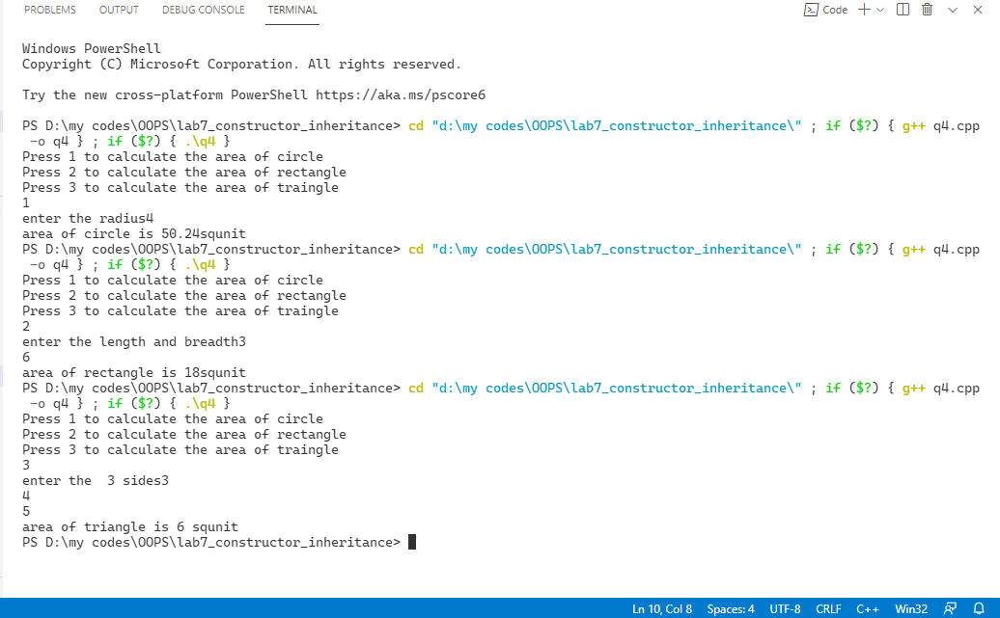 PROBLEMS OUTPUT DEBUG CONSOLE TERMINAL Code
Windows PowerShell
Copyright (C) Microsoft Corporation. All rights reserved.
Try the new cross-platform PowerShell https://aka.ms/pscore6
PS D:\my codes\OOPS\lab7_constructor_inheritance> cd "d:\my codes\OOPS\lab7_constructor_inheritance\" ; if ($?) { g++ q4.cpp
-o q4 } ; if ($?) { .\q4 }
Press 1 to calculate the area of circle
Press 2 to calculate the area of rectangle
Press 3 to calculate the area of traingle
1
enter the radius4
area of circle is 50.24squnit
PS D:\my codes\OOPS\lab7_constructor_inheritance> cd "d:\my codes\OOPS\lab7_constructor_inheritance\" ; if ($?) { g++ q4.cpp
-o q4 } ; if ($?) { .\q4 }
Press 1 to calculate the area of circle
Press 2 to calculate the area of rectangle
Press 3 to calculate the area of traingle
2
enter the length and breadth3
6
area of rectangle is 18squnit
PS D:\my codes\OOPS\lab7_constructor_inheritance> cd "d:\my codes\OOPS\lab7_constructor_inheritance\" ; if ($?) { g++ q4.cpp
-o q4 } ; if ($?) { .\q4 }
Press 1 to calculate the area of circle
Press 2 to calculate the area of rectangle
Press 3 to calculate the area of traingle
3
enter the  3 sides3
4
5
area of triangle is 6 squnit
PS D:\my codes\OOPS\lab7_constructor_inheritance>
Ln 10, Col 8 Spaces: 4 UTF-8 CRLF C++ Win32